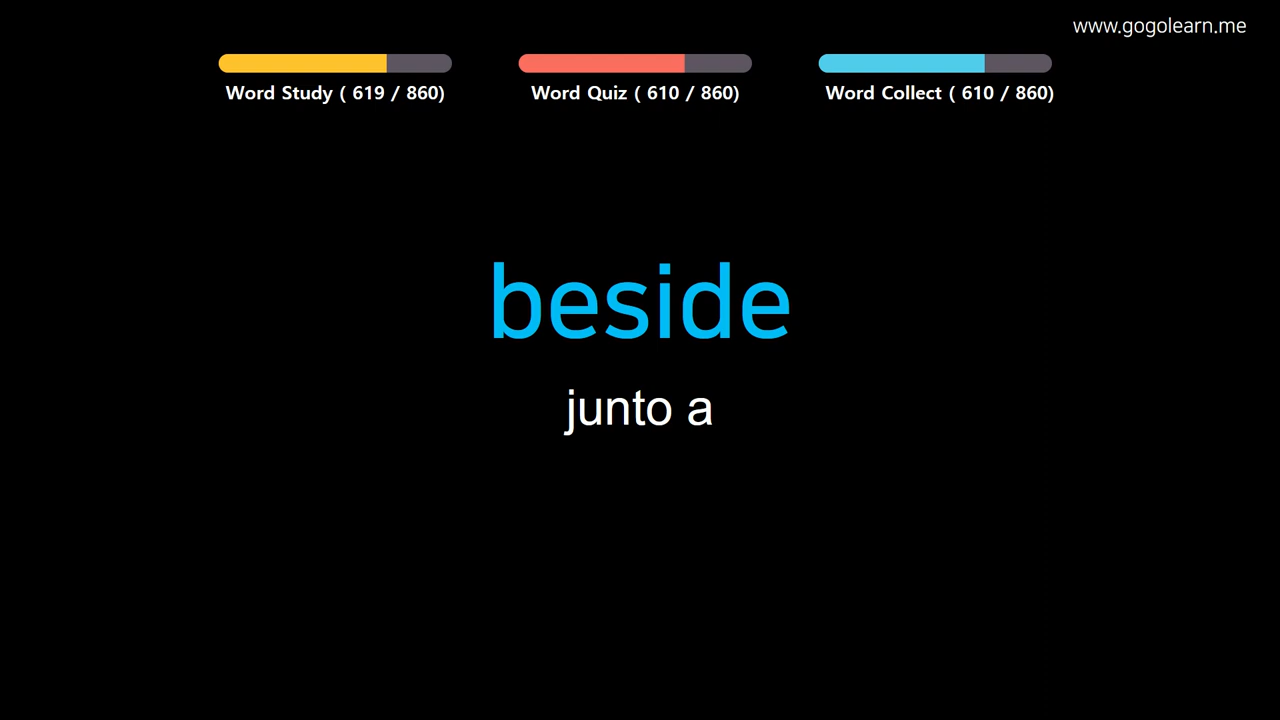 www.gogolearn.me
Word Study ( 619 / 860)
Word Quiz ( 610 / 860)
Word Collect ( 610 / 860)
beside
junto a